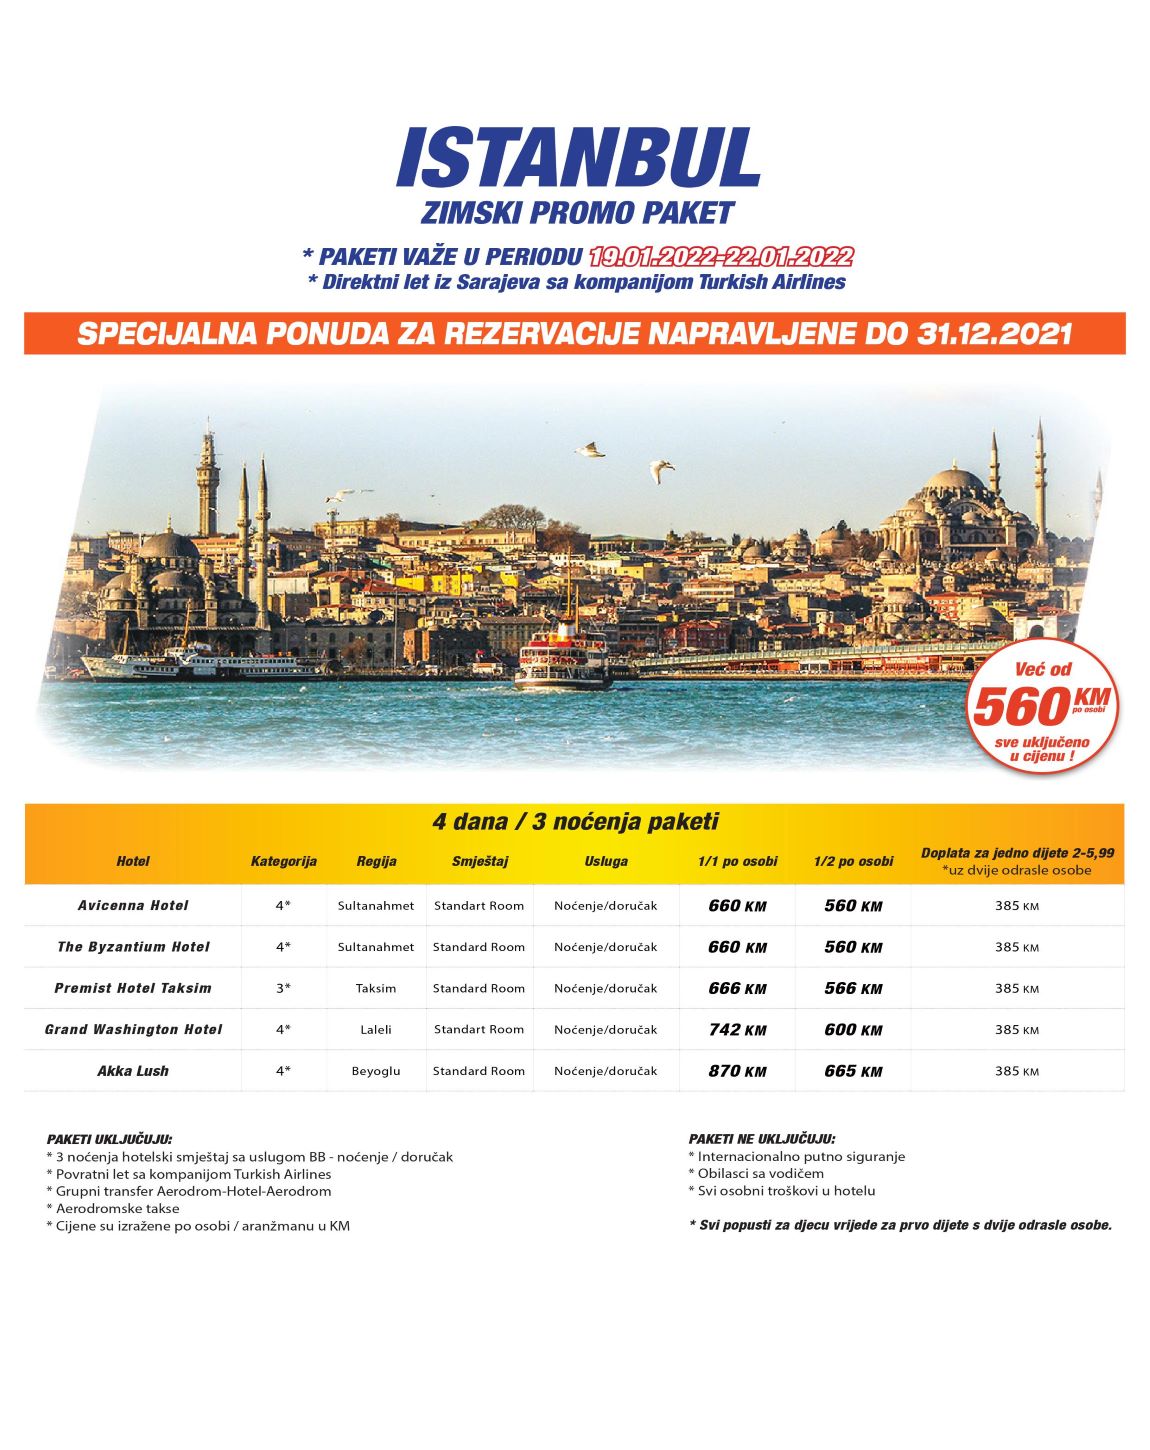 ISTANBUL
ZIMSKI PROMO PAKET
* PAKETI VAŽE U PERIODU 19.01.2022-22.01.2022
* Direktni let iz Sarajeva sa kompanijom Turkish Airlines
SPECIJALNA PONUDA ZA REZERVACIJE NAPRAVLJENE DO 31.12.2021
Već od
560 KM
po osobi
sve uključeno
u cijenu !
4 dana / 3 noćenja paketi
Hotel Kategorija Regija Smještaj Usluga 1/1 po osobi 1/2 po osobi Doplata za jedno dijete 2-5,99
*uz dvije odrasle osobe
Avicenna Hotel 4* Sultanahmet Standart Room Noćenje/doručak 660 KM 560 KM 385 KM
The Byzantium Hotel 4* Sultanahmet Standard Room Noćenje/doručak 660 KM 560 KM 385 KM
Premist Hotel Taksim 3* Taksim Standard Room Noćenje/doručak 666 KM 566 KM 385 KM
Grand Washington Hotel 4* Laleli Standart Room Noćenje/doručak 742 KM 600 KM 385 KM
Akka Lush 4* Beyoglu Standard Room Noćenje/doručak 870 KM 665 KM 385 KM
PAKETI UKLJUČUJU:
* 3 noćenja hotelski smještaj sa uslugom BB - noćenje / doručak
* Povratni let sa kompanijom Turkish Airlines
* Grupni transfer Aerodrom-Hotel-Aerodrom
* Aerodromske takse
* Cijene su izražene po osobi / aranžmanu u KM
PAKETI NE UKLJUČUJU:
* Internacionalno putno siguranje
* Obilasci sa vodičem
* Svi osobni troškovi u hotelu
* Svi popusti za djecu vrijede za prvo dijete s dvije odrasle osobe.